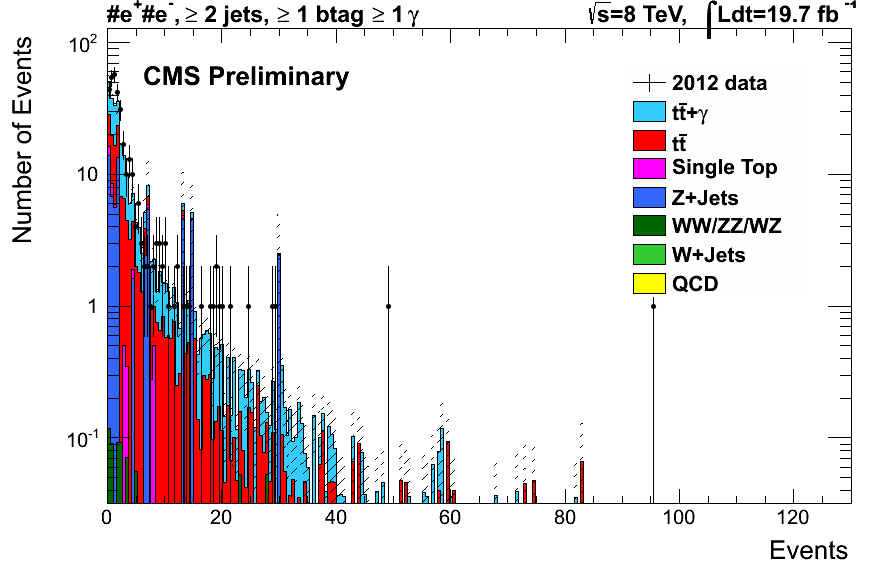 #e⁺#e⁻, ≥ 2 jets, ≥ 1 btag ≥ 1 γ
√s=8 TeV, ∫Ldt=19.7 fb⁻¹
Number of Events
CMS Preliminary
2012 data
tt̄+γ
tt̄
Single Top
Z+Jets
WW/ZZ/WZ
W+Jets
QCD
10²
10
1
10⁻¹
0 20 40 60 80 100 120
Events